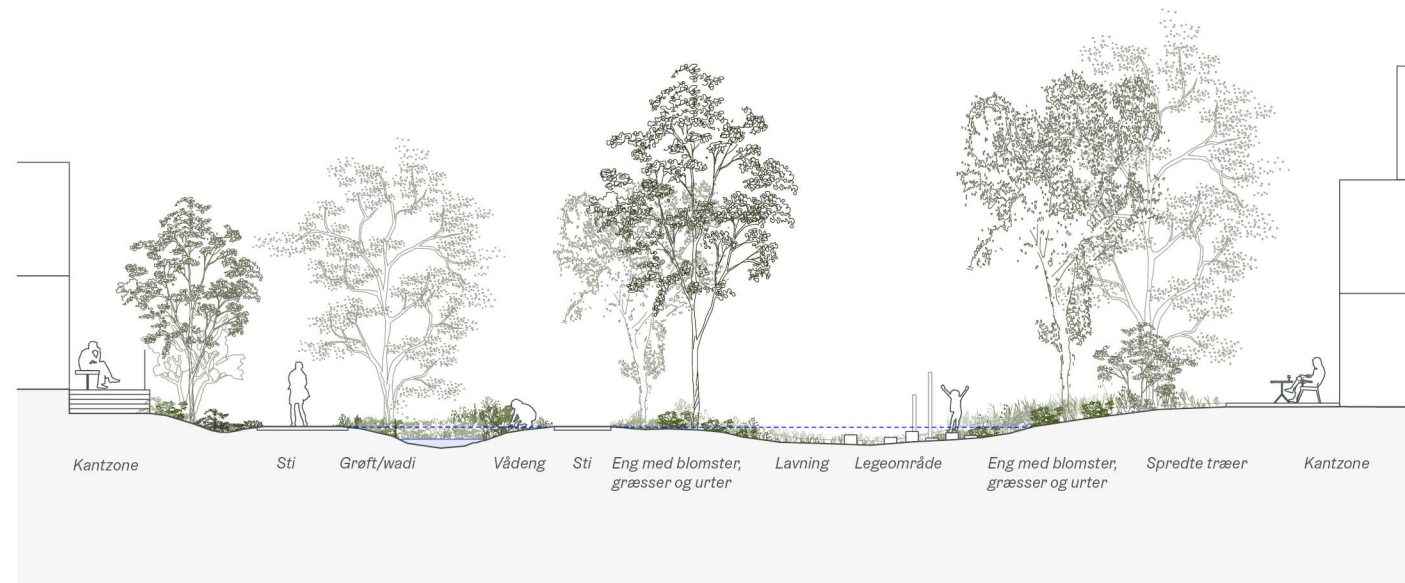 Kantzone
Sti
Grøft/wadi
Vådeng
Sti
Eng med blomster,
græsser og urter
Lavning
Legeområde
Eng med blomster,
græsser og urter
Spredte træer
Kantzone